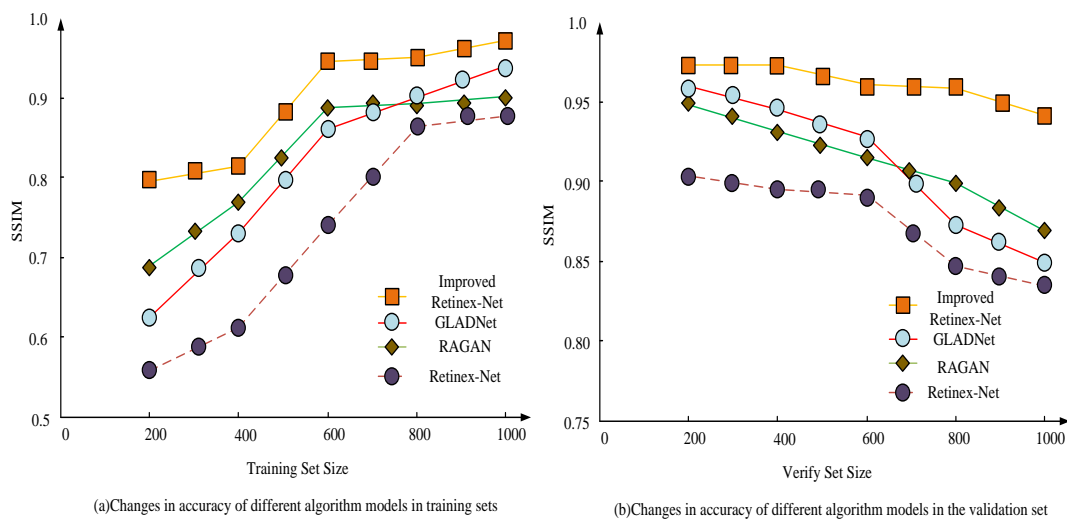 1.0
0.9
0.8
0.7
0.6
0.5
SSIM
0
200
400
600
800
1000
Training Set Size
Improved
Retinex-Net
GLADNet
RAGAN
Retinex-Net
(a)Changes in accuracy of different algorithm models in training sets
1.00
0.95
0.90
0.85
0.80
0.75
SSIM
0
200
400
600
800
1000
Verify Set Size
Improved
Retinex-Net
GLADNet
RAGAN
Retinex-Net
(b)Changes in accuracy of different algorithm models in the validation set